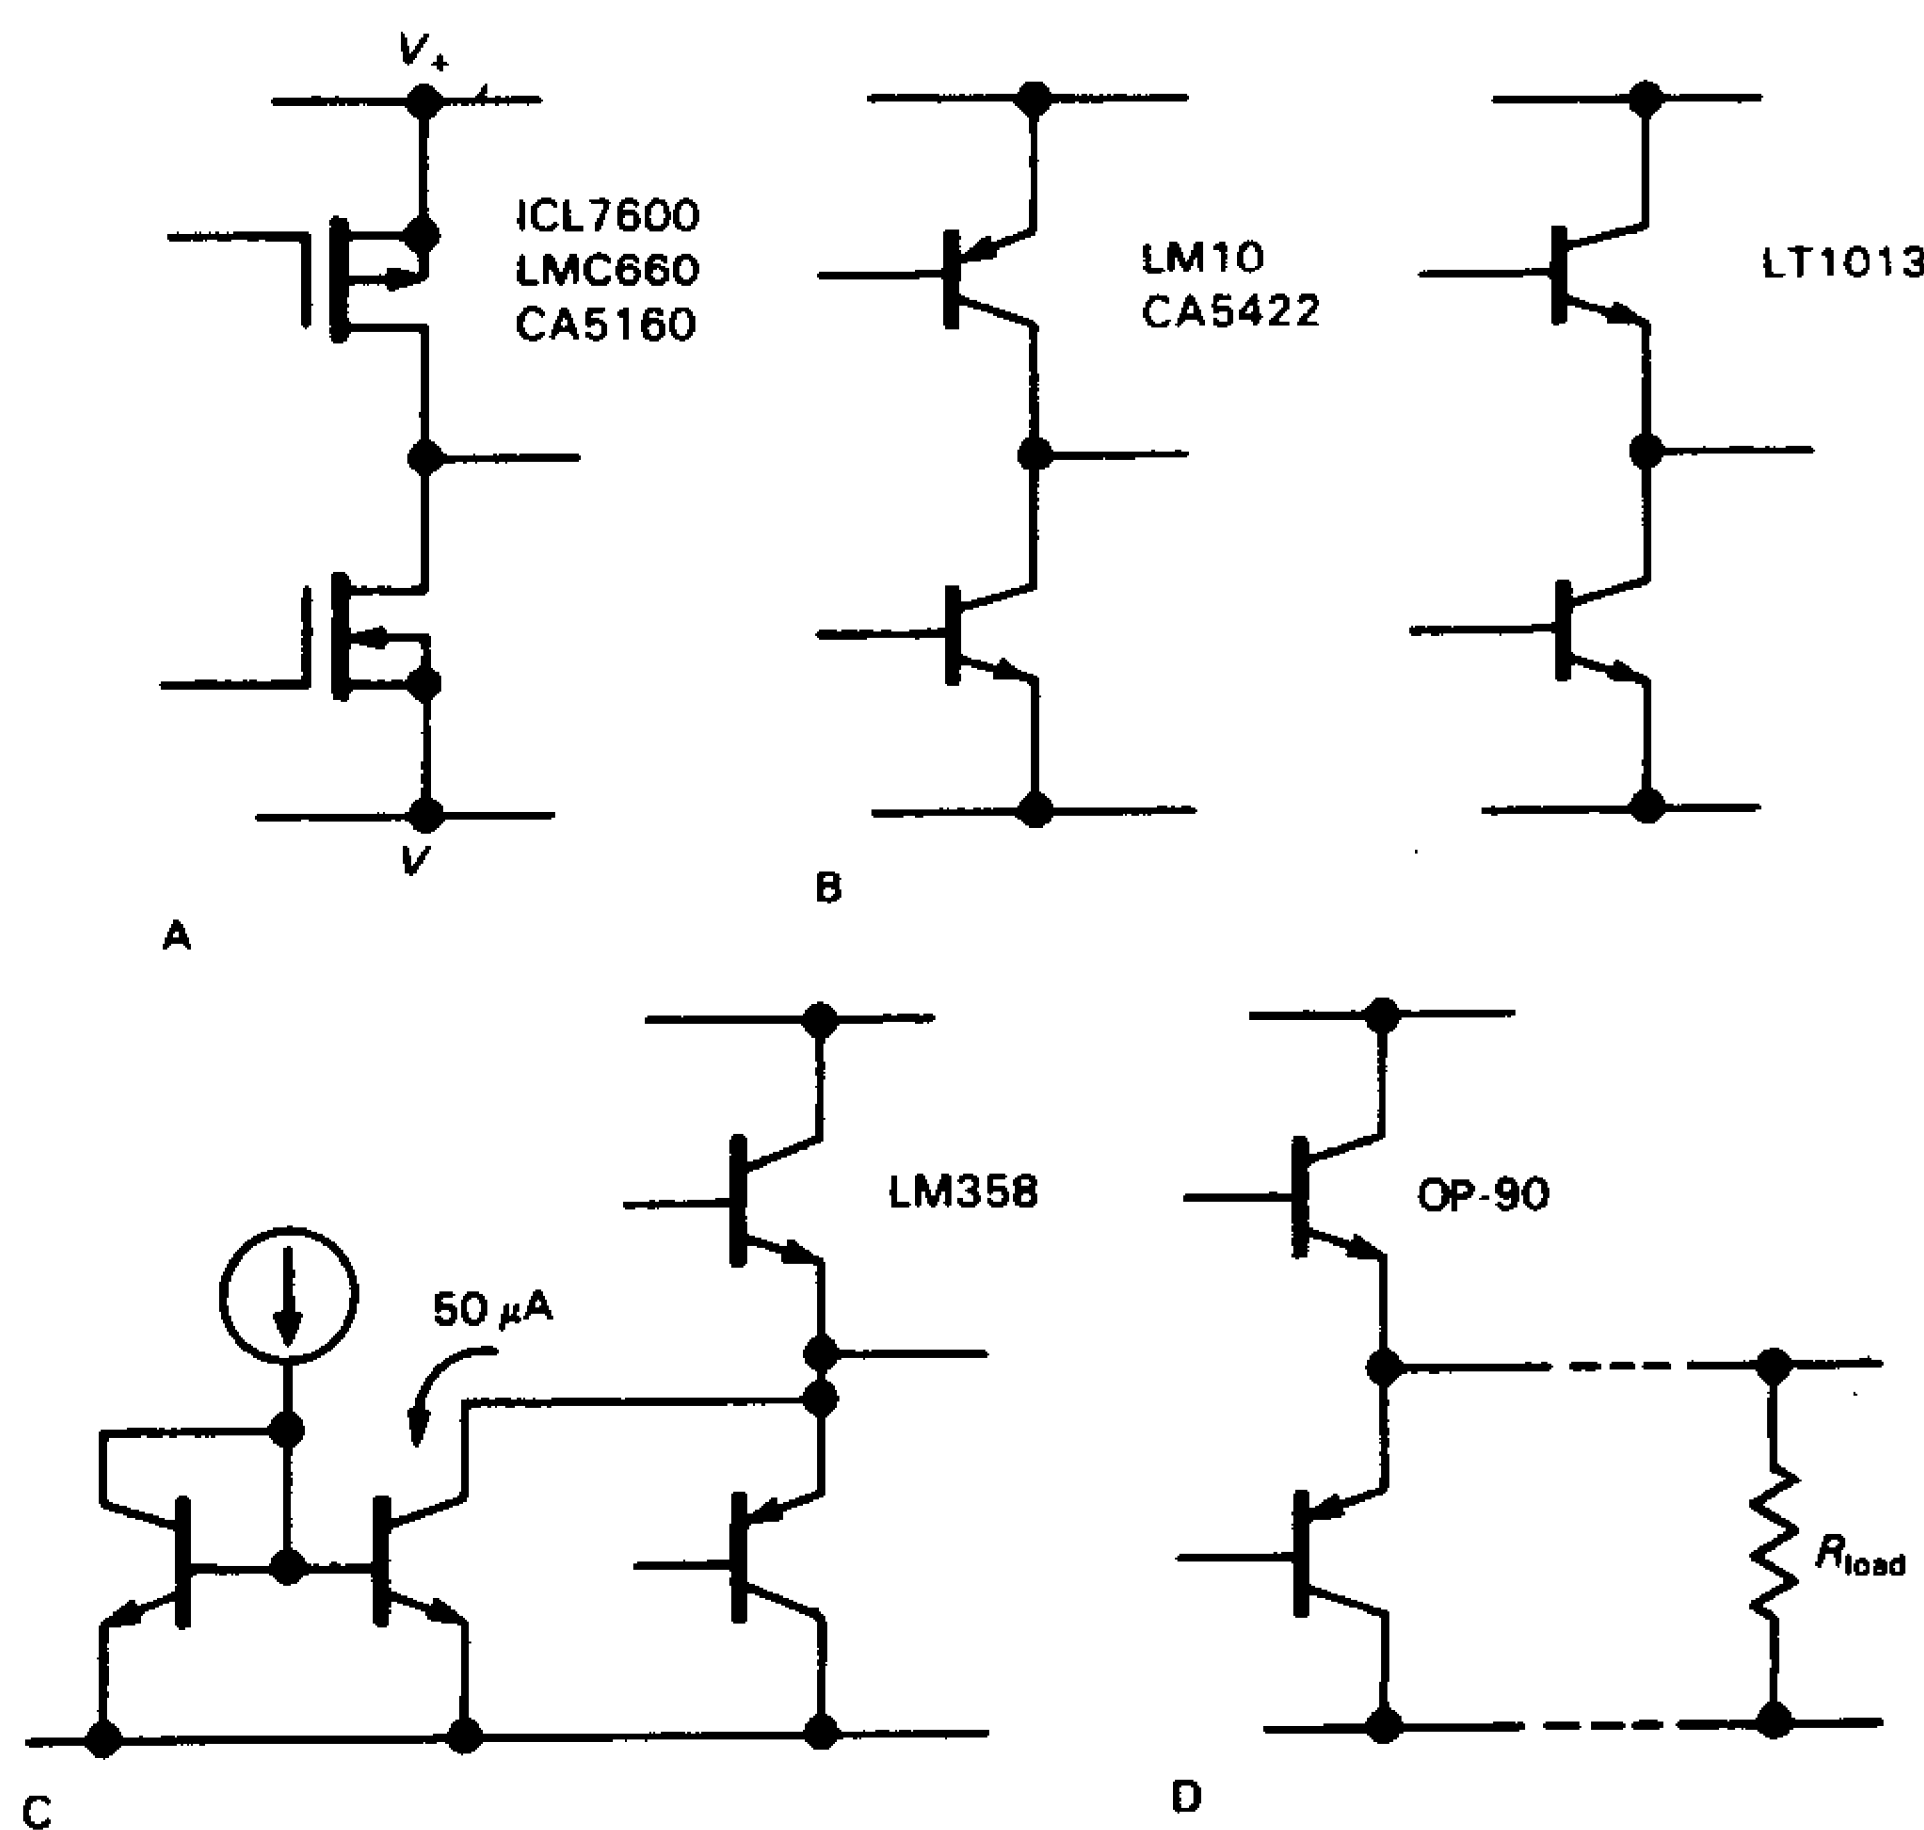 V+
ICL7600
LMC660
CA5160
LM10
CA5422
LT1013
V
A
B
LM358
OP-90
50 μA
Rload
C
D